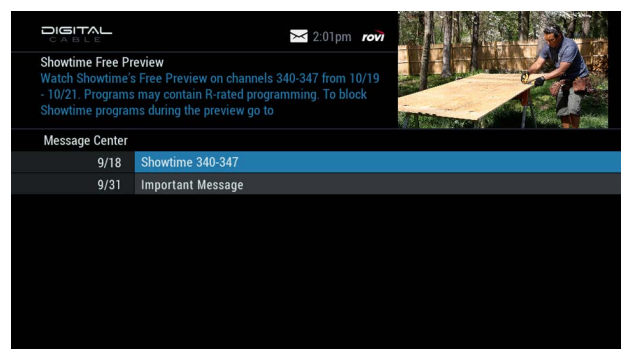 DIGITAL
CABLE
2:01pm rovi
Showtime Free Preview
Watch Showtime's Free Preview on channels 340-347 from 10/19
- 10/21. Programs may contain R-rated programming. To block
Showtime programs during the preview go to
Message Center
9/18 Showtime 340-347
9/31 Important Message